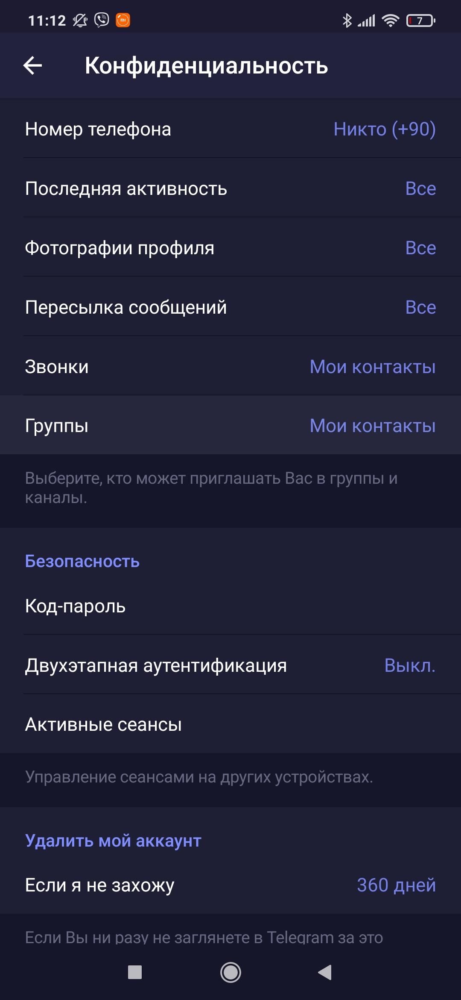 11:12
7
Конфиденциальность
Номер телефона Никто (+90)
Последняя активность Все
Фотографии профиля Все
Пересылка сообщений Все
Звонки Мои контакты
Группы Мои контакты
Выберите, кто может приглашать Вас в группы и
каналы.
Безопасность
Код-пароль
Двухэтапная аутентификация Выкл.
Активные сеансы
Управление сеансами на других устройствах.
Удалить мой аккаунт
Если я не захожу 360 дней
Если Вы ни разу не заглянете в Telegram за это